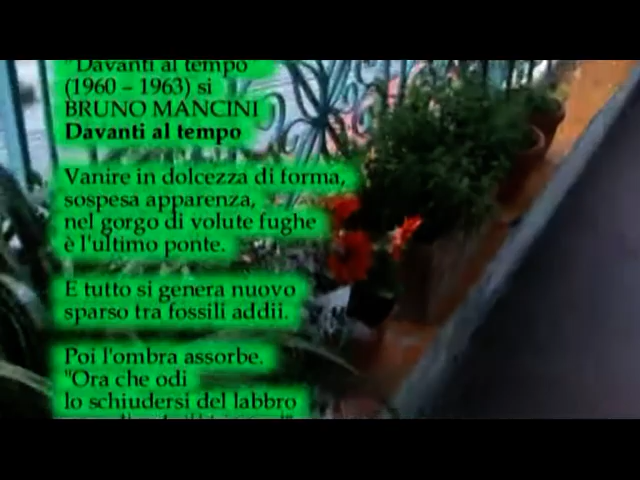 "Davanti al tempo
(1960 – 1963) si
BRUNO MANCINI
Davanti al tempo
Vanire in dolcezza di forma,
sospesa apparenza,
nel gorgo di volute fughe
è l'ultimo ponte.
E tutto si genera nuovo
sparso tra fossili addii.
Poi l'ombra assorbe.
"Ora che odi
lo schiudersi del labbro